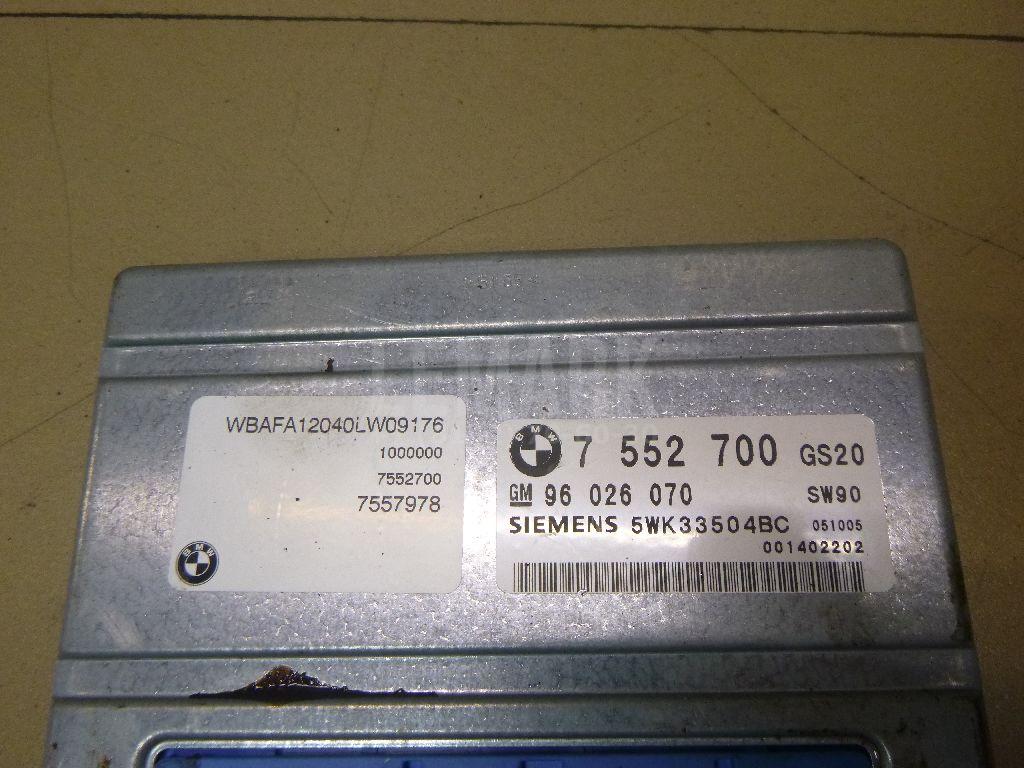 WBAFA12040LW09176
1000000
7552700
7557978
BMW
BMW 7 552 700 GS20
GM 96 026 070 SW90
SIEMENS 5WK33504BC 051005
001402202